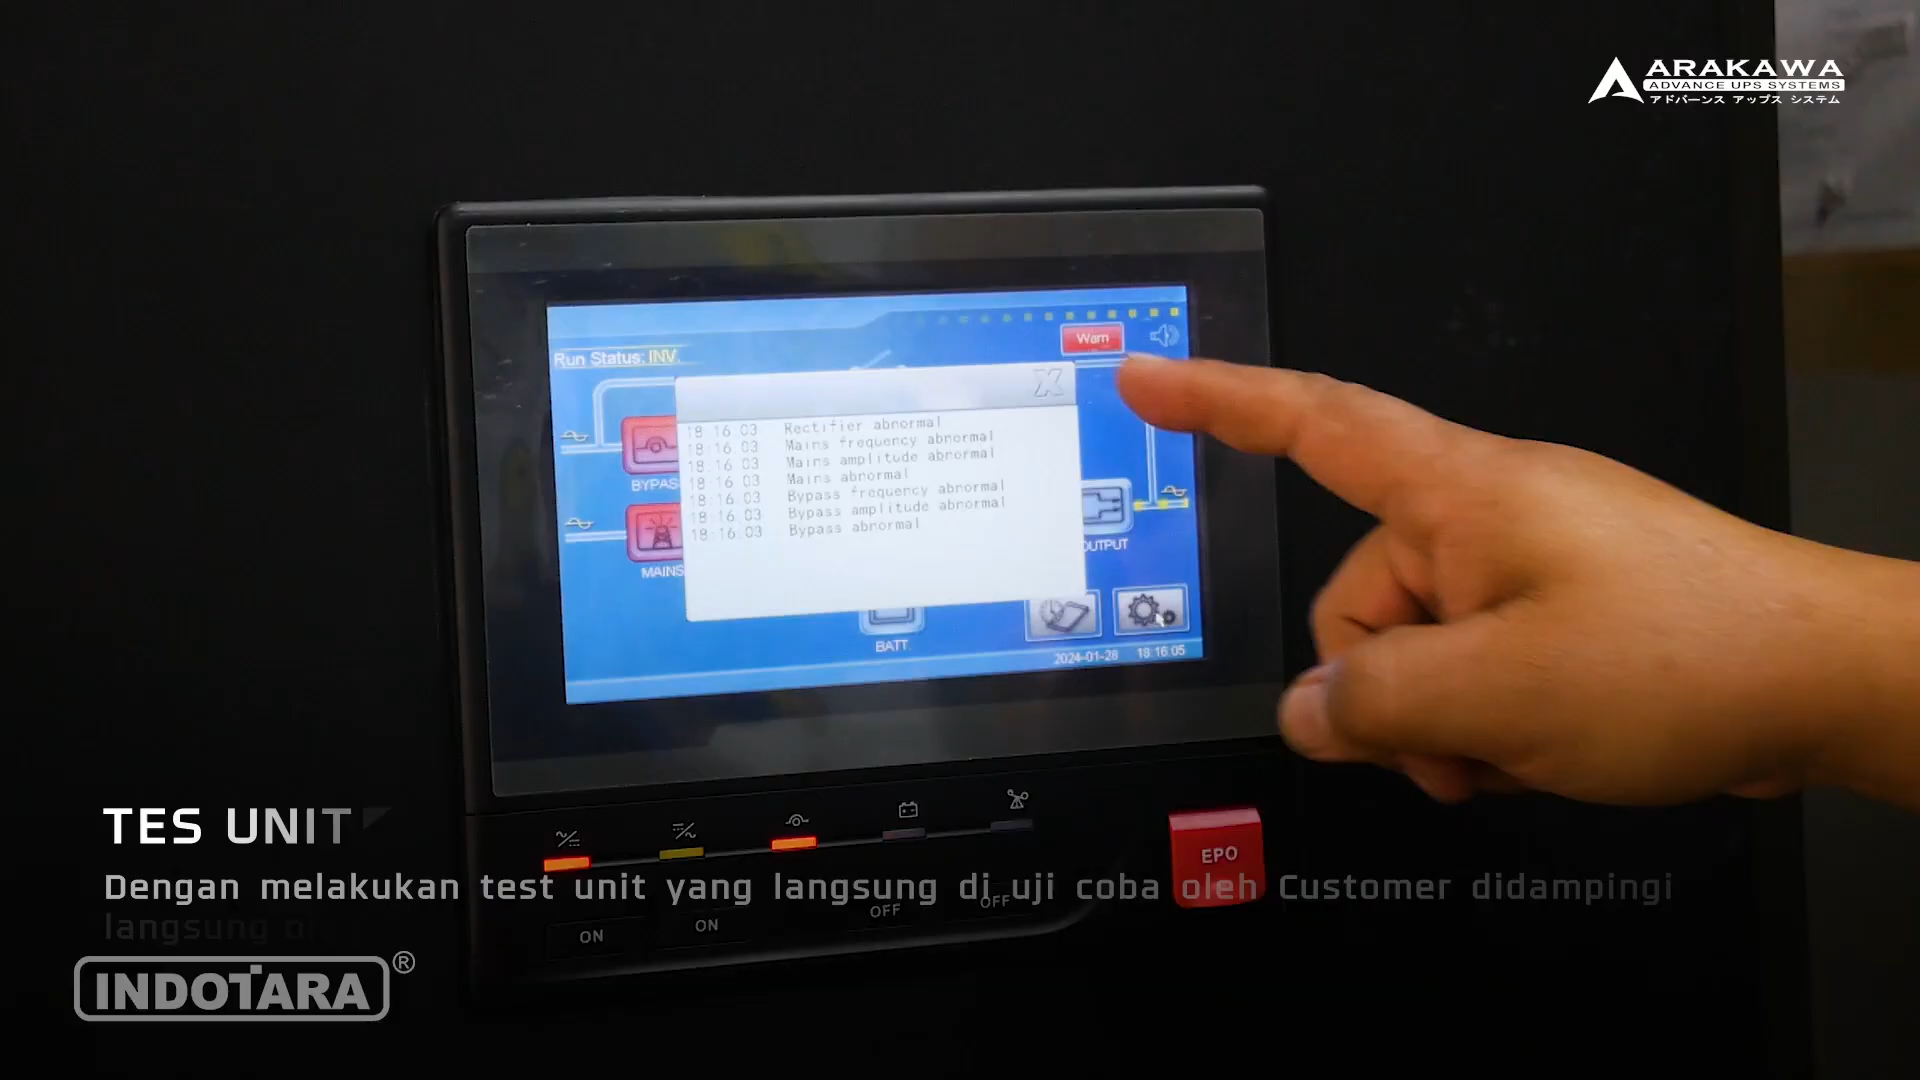 ARAKAWA
ADVANCE UPS SYSTEMS
アドバーンス アップス システム
Warn
Run Status: INV.
18:16:03 Rectifier abnormal
18:16:03 Mains frequency abnormal
18:16:03 Mains amplitude abnormal
18:16:03 Mains abnormal
18:16:03 Bypass frequency abnormal
18:16:03 Bypass amplitude abnormal
18:16:03 Bypass abnormal
BYPAS
MAINS
OUTPUT
BATT.
2024-01-28 18:16:05
TES UNIT
EPO
Dengan melakukan test unit yang langsung di uji coba oleh Customer didampingi
langsung ol
ON
ON
OFF
OFF
INDOTARA®